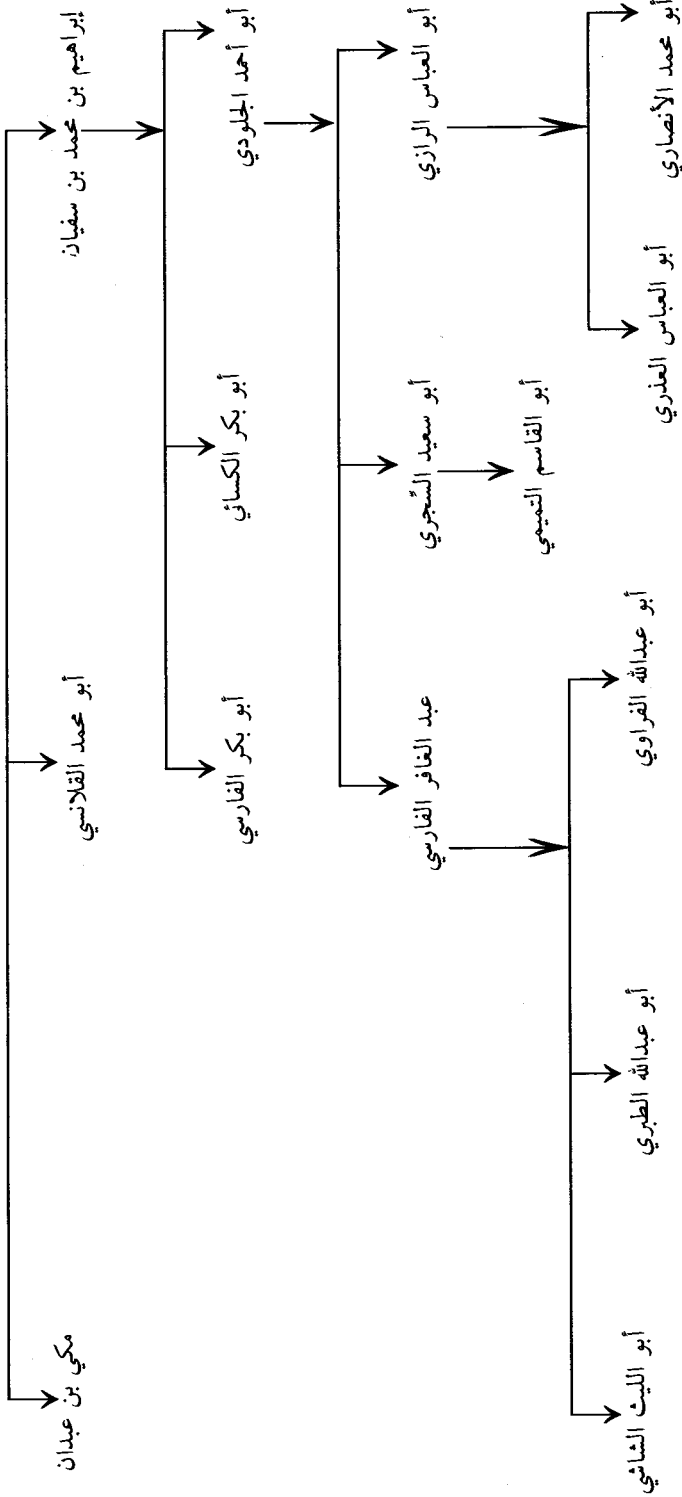 إبراهيم بن محمد بن سفيان
أبو محمد القلانسي
مكي بن عبدان
أبو أحمد الجلودي
أبو بكر الكسائي
أبو بكر الفارسي
أبو العباس الرازي
أبو سعيد السجزي
عبد الغافر الفارسي
أبو القاسم التميمي
أبو محمد الأنصاري
أبو العباس العذري
أبو عبدالله الفراوي
أبو عبدالله الطبري
أبو الليث الشاشي